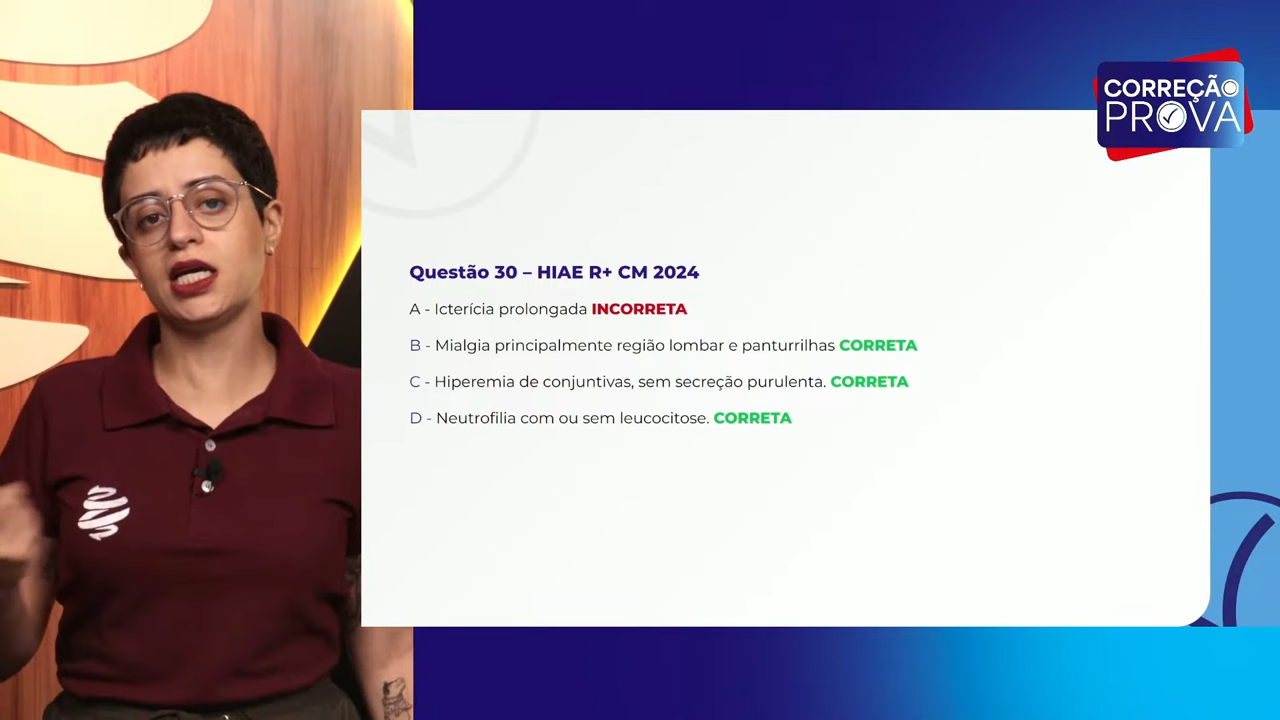 CORREÇÃO
PROVA
Questão 30 – HIAE R+ CM 2024
A - Icterícia prolongada INCORRETA
B - Mialgia principalmente região lombar e panturrilhas CORRETA
C - Hiperemia de conjuntivas, sem secreção purulenta. CORRETA
D - Neutrofilia com ou sem leucocitose. CORRETA